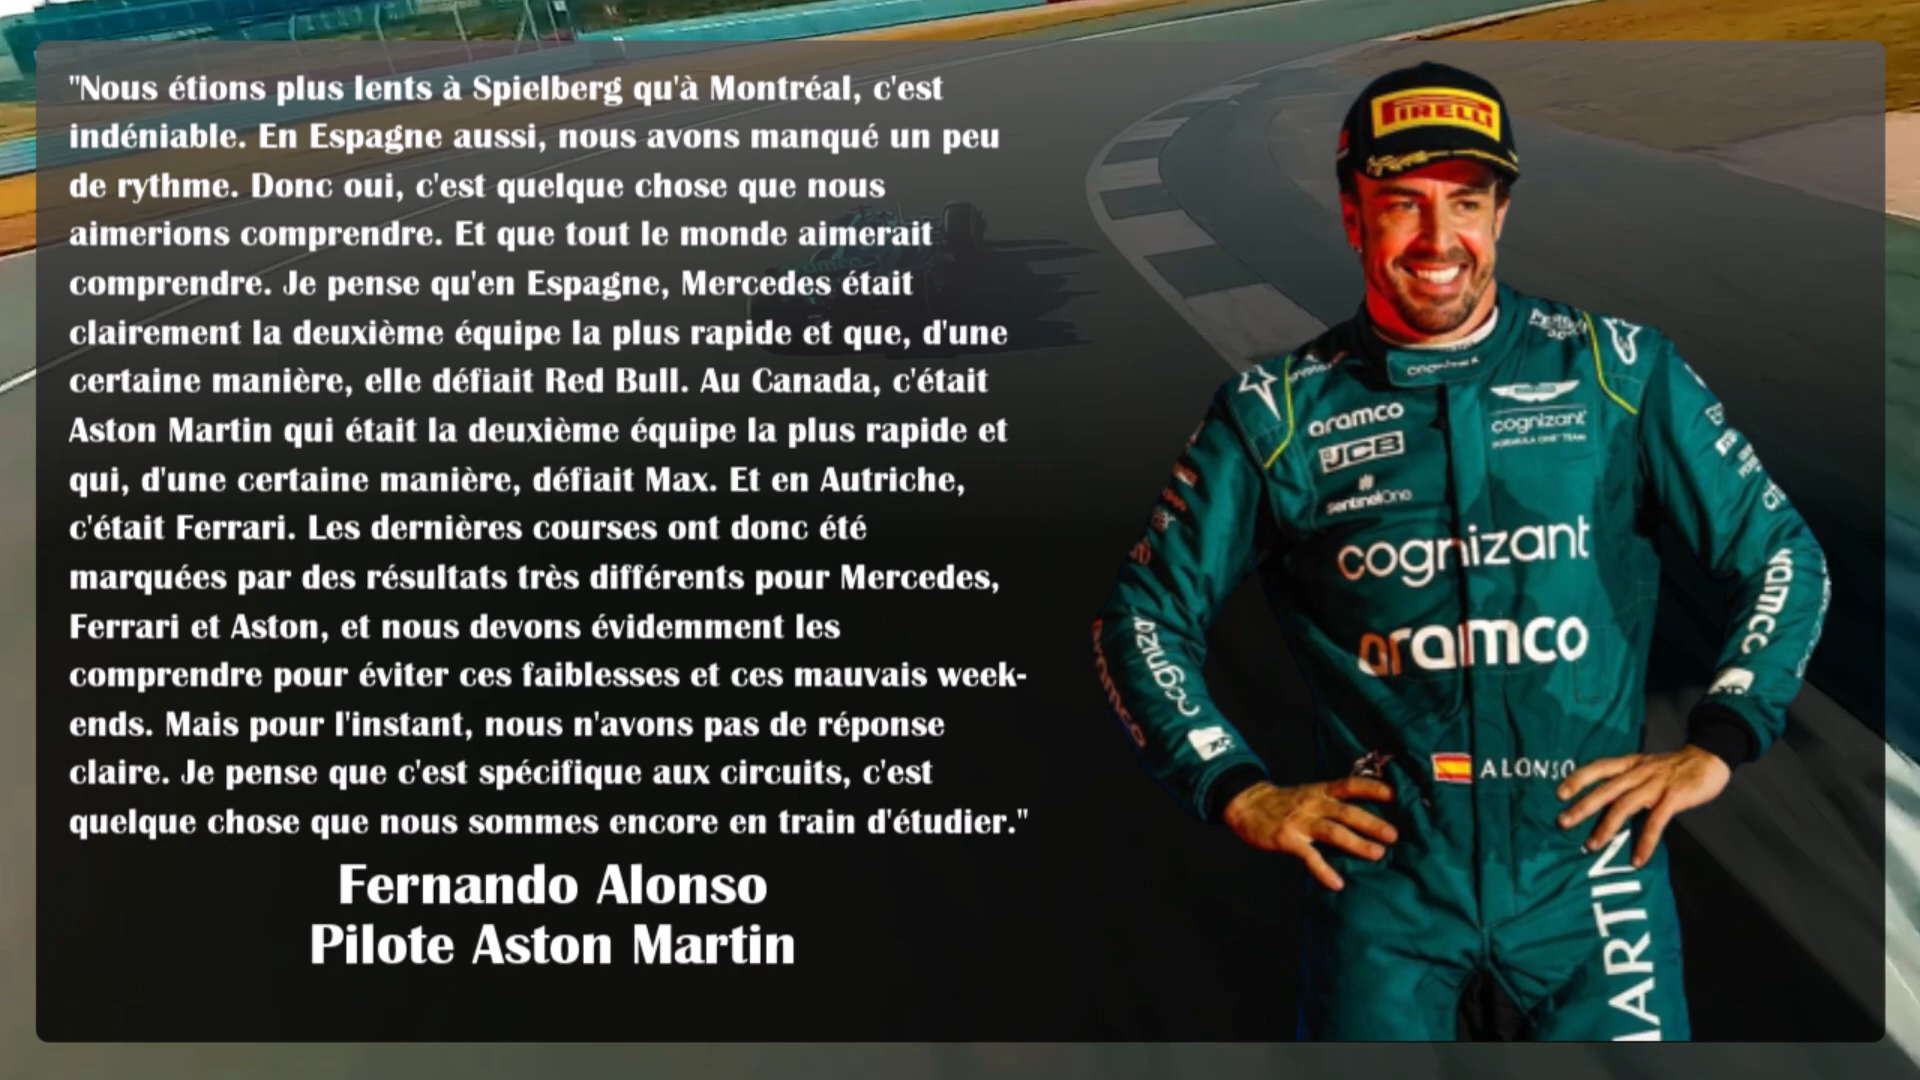 "Nous étions plus lents à Spielberg qu'à Montréal, c'est
indéniable. En Espagne aussi, nous avons manqué un peu
de rythme. Donc oui, c'est quelque chose que nous
aimerions comprendre. Et que tout le monde aimerait
comprendre. Je pense qu'en Espagne, Mercedes était
clairement la deuxième équipe la plus rapide et que, d'une
certaine manière, elle défiait Red Bull. Au Canada, c'était
Aston Martin qui était la deuxième équipe la plus rapide et
qui, d'une certaine manière, défiait Max. Et en Autriche,
c'était Ferrari. Les dernières courses ont donc été
marquées par des résultats très différents pour Mercedes,
Ferrari et Aston, et nous devons évidemment les
comprendre pour éviter ces faiblesses et ces mauvais week-
ends. Mais pour l'instant, nous n'avons pas de réponse
claire. Je pense que c'est spécifique aux circuits, c'est
quelque chose que nous sommes encore en train d'étudier."
Fernando Alonso
Pilote Aston Martin
PIRELLI
aramco
JCB
SentinelOne
cognizant
FORMULA ONE TEAM
cognizant
aramco
aramco
cognizant
aramco
ALONSO
MARTIN